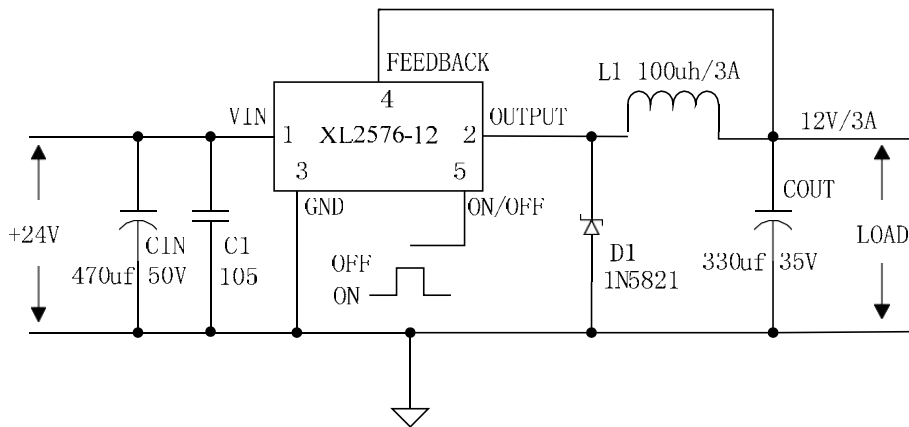 FEEDBACK
L1 100uh/3A
4
VIN
OUTPUT
12V/3A
1
XL2576-12
2
3
5
GND
ON/OFF
COUT
+24V
CIN
C1
OFF
D1
LOAD
470uf
50V
105
ON
1N5821
330uf
35V